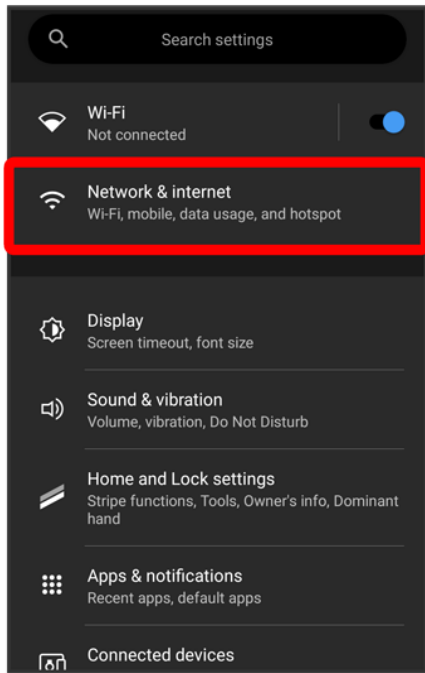 Search settings
Wi-Fi
Not connected
Network & internet
Wi-Fi, mobile, data usage, and hotspot
Display
Screen timeout, font size
Sound & vibration
Volume, vibration, Do Not Disturb
Home and Lock settings
Stripe functions, Tools, Owner's info, Dominant
hand
Apps & notifications
Recent apps, default apps
Connected devices